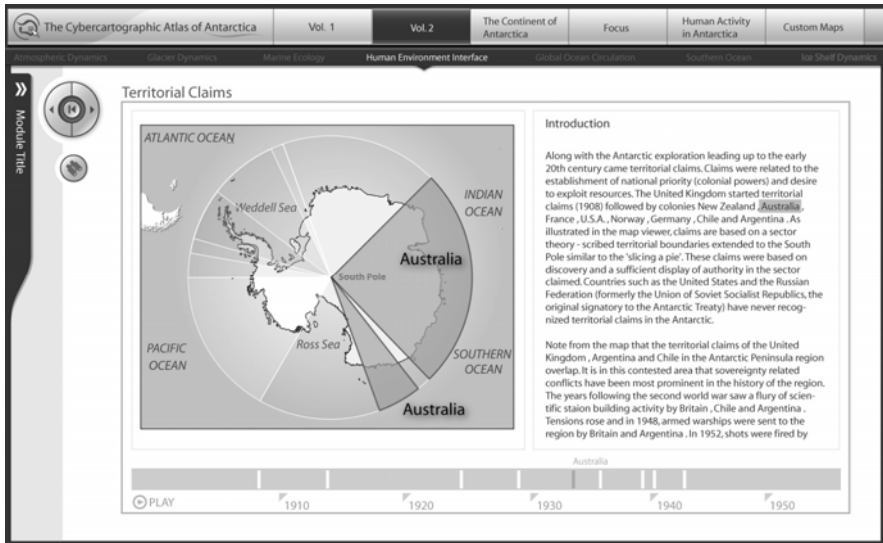 The Cybercartographic Atlas of Antarctica
Vol. 1
Vol. 2
The Continent of
Antarctica
Focus
Human Activity
in Antarctica
Custom Maps
Atmospheric Dynamics
Glacier Dynamics
Marine Ecology
Human Environment Interface
Global Ocean Circulation
Southern Ocean
Ice Shelf Dynamics
Module Title
Territorial Claims
ATLANTIC OCEAN
Weddell Sea
INDIAN
OCEAN
Australia
South Pole
Ross Sea
PACIFIC
OCEAN
SOUTHERN
OCEAN
Australia
Introduction
Along with the Antarctic exploration leading up to the early
20th century came territorial claims. Claims were related to the
establishment of national priority (colonial powers) and desire
to exploit resources. The United Kingdom started territorial
claims (1908) followed by colonies New Zealand , Australia ,
France , U.S.A. , Norway , Germany , Chile and Argentina . As
illustrated in the map viewer, claims are based on a sector
theory - scribed territorial boundaries extended to the South
Pole similar to the 'slicing a pie'. These claims were based on
discovery and a sufficient display of authority in the sector
claimed. Countries such as the United States and the Russian
Federation (formerly the Union of Soviet Socialist Republics, the
original signatory to the Antarctic Treaty) have never recog-
nized territorial claims in the Antarctic.
Note from the map that the territorial claims of the United
Kingdom , Argentina and Chile in the Antarctic Peninsula region
overlap. It is in this contested area that sovereignty related
conflicts have been most prominent in the history of the region.
The years following the second world war saw a flury of scien-
tific staion building activity by Britain , Chile and Argentina .
Tensions rose and in 1948, armed warships were sent to the
region by Britain and Argentina . In 1952, shots were fired by
Australia
PLAY
1910
1920
1930
1940
1950